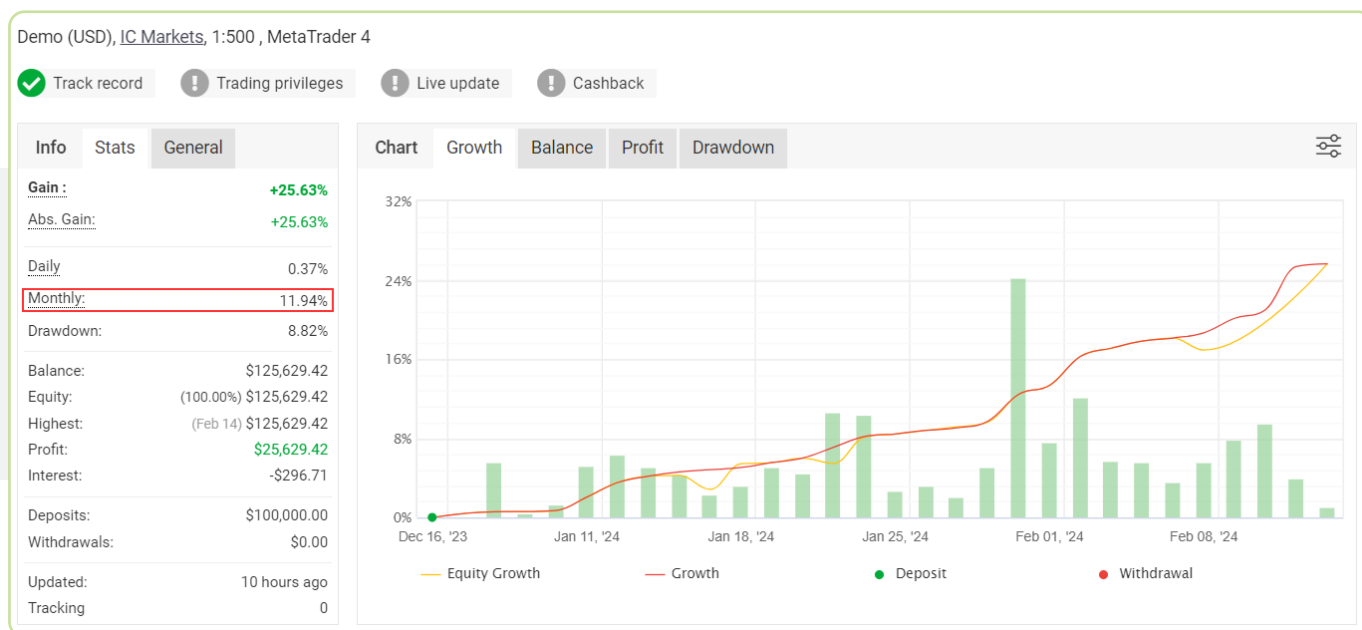 Demo (USD), IC Markets, 1:500 , MetaTrader 4
Track record
Trading privileges
Live update
Cashback
Info Stats General
Gain : +25.63%
Abs. Gain: +25.63%
Daily 0.37%
Monthly: 11.94%
Drawdown: 8.82%
Balance: $125,629.42
Equity: (100.00%) $125,629.42
Highest: (Feb 14) $125,629.42
Profit: $25,629.42
Interest: -$296.71
Deposits: $100,000.00
Withdrawals: $0.00
Updated: 10 hours ago
Tracking 0
Chart Growth Balance Profit Drawdown
32%
24%
16%
8%
0%
Dec 16, '23 Jan 11, '24 Jan 18, '24 Jan 25, '24 Feb 01, '24 Feb 08, '24
Equity Growth Growth Deposit Withdrawal